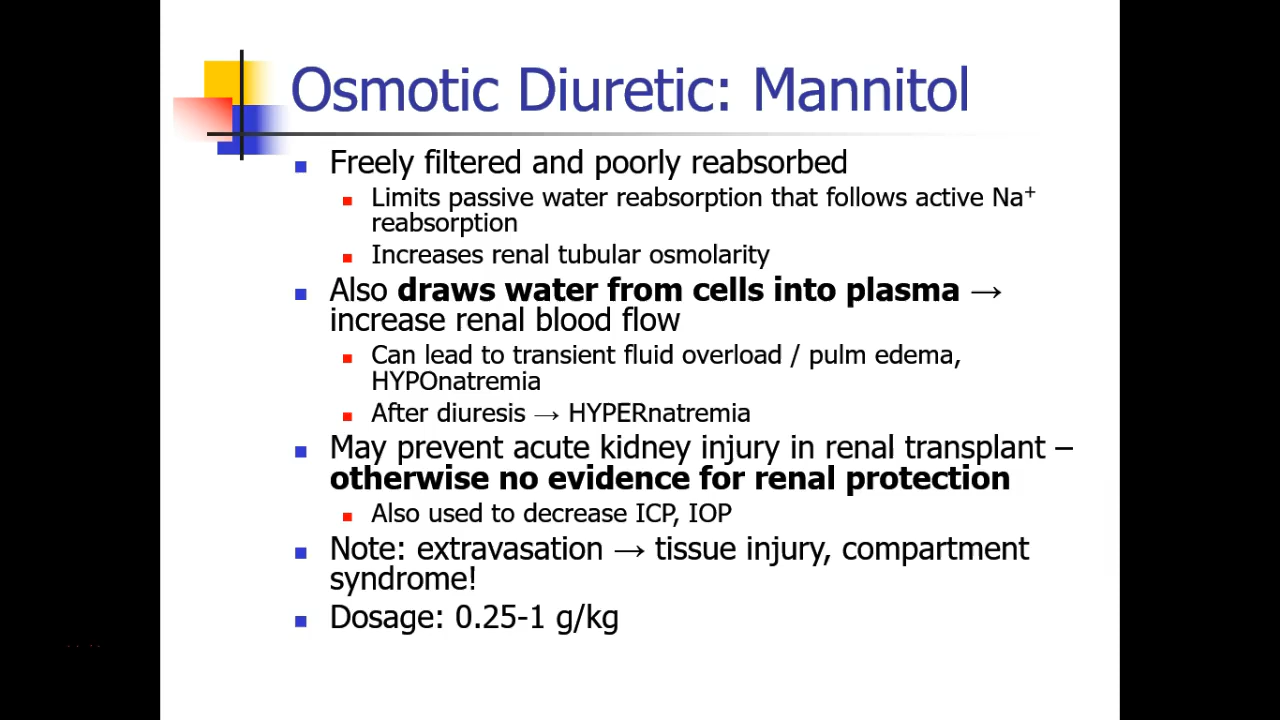 Osmotic Diuretic: Mannitol
Freely filtered and poorly reabsorbed
Limits passive water reabsorption that follows active Na⁺
reabsorption
Increases renal tubular osmolarity
Also draws water from cells into plasma →
increase renal blood flow
Can lead to transient fluid overload / pulm edema,
HYPOnatremia
After diuresis → HYPERnatremia
May prevent acute kidney injury in renal transplant –
otherwise no evidence for renal protection
Also used to decrease ICP, IOP
Note: extravasation → tissue injury, compartment
syndrome!
Dosage: 0.25-1 g/kg